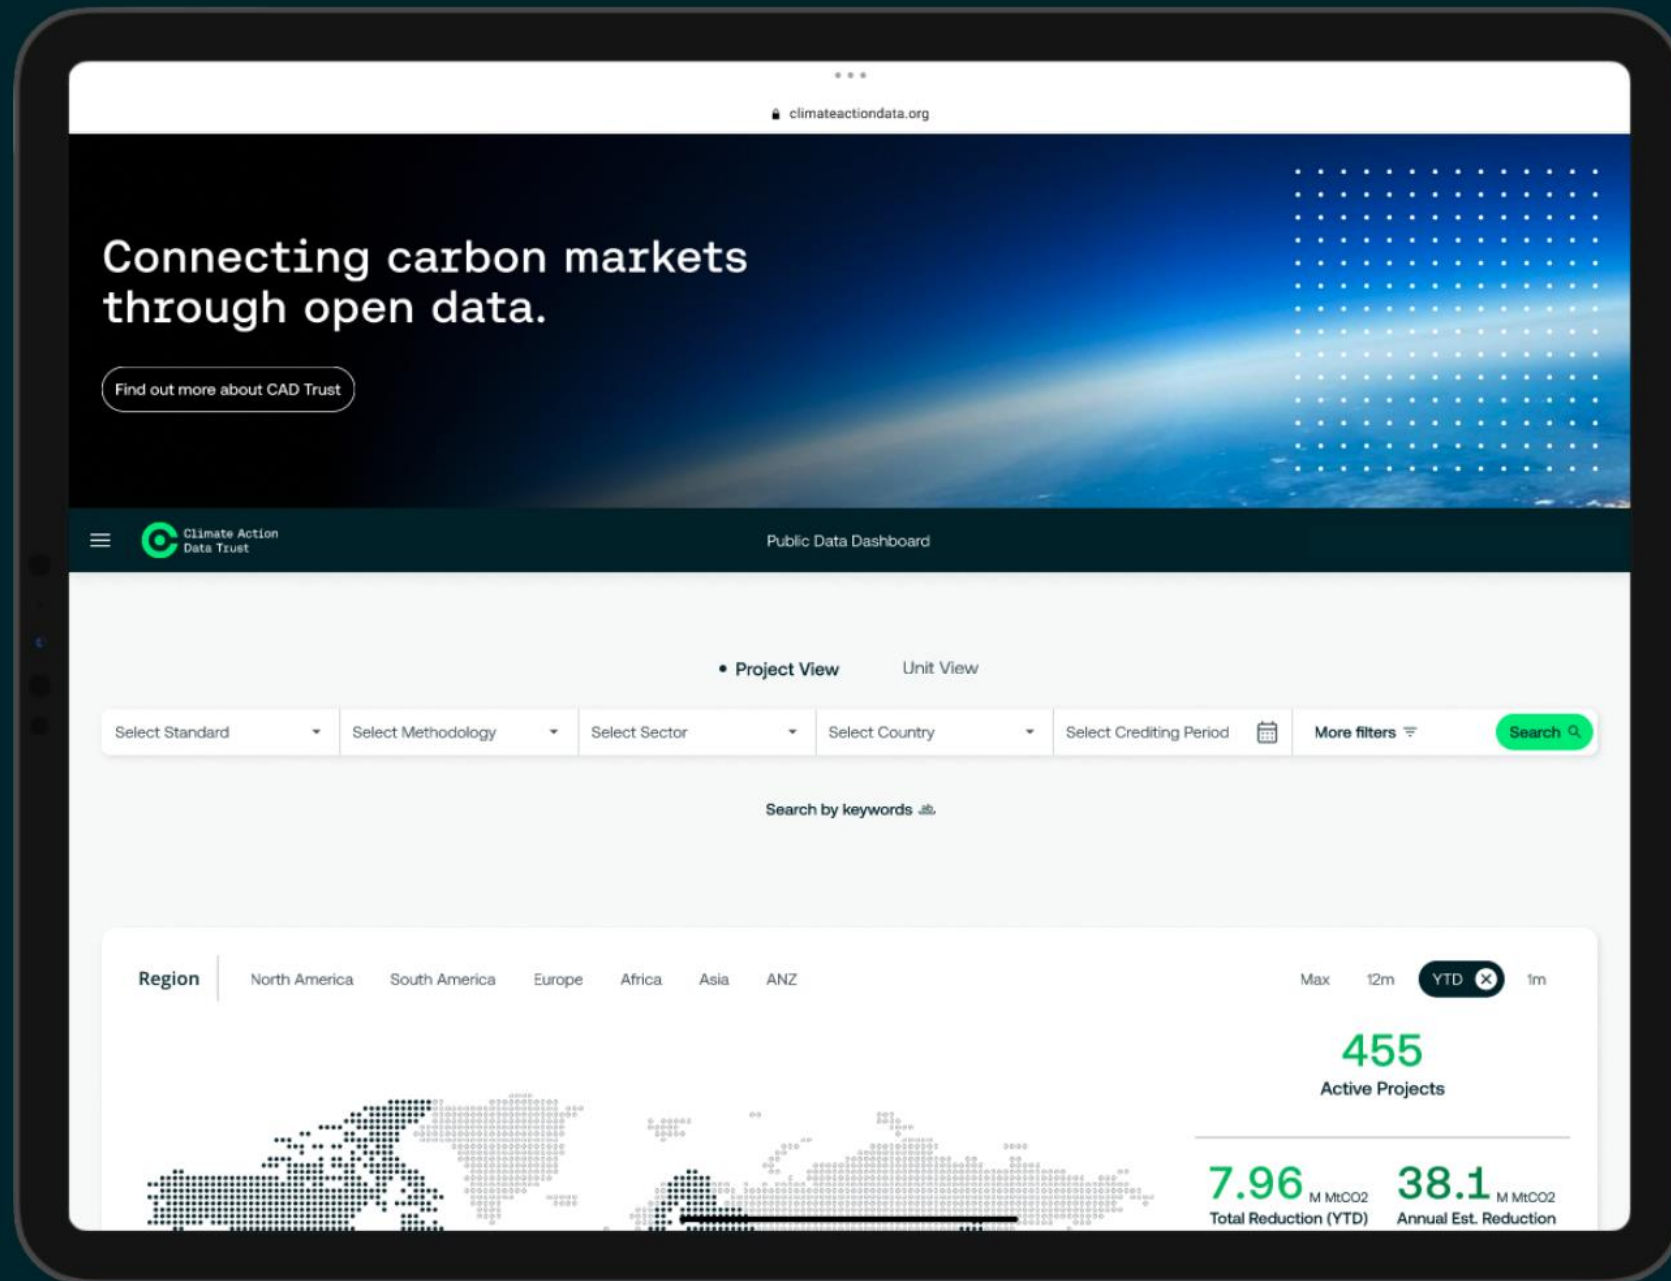 climateactiondata.org
Connecting carbon markets
through open data.
Find out more about CAD Trust
Climate Action
Data Trust
Public Data Dashboard
Project View Unit View
Select Standard Select Methodology Select Sector Select Country Select Crediting Period More filters Search
Search by keywords
Region North America South America Europe Africa Asia ANZ Max 12m YTD 1m
455
Active Projects
7.96 M MtCO2 38.1 M MtCO2
Total Reduction (YTD) Annual Est. Reduction